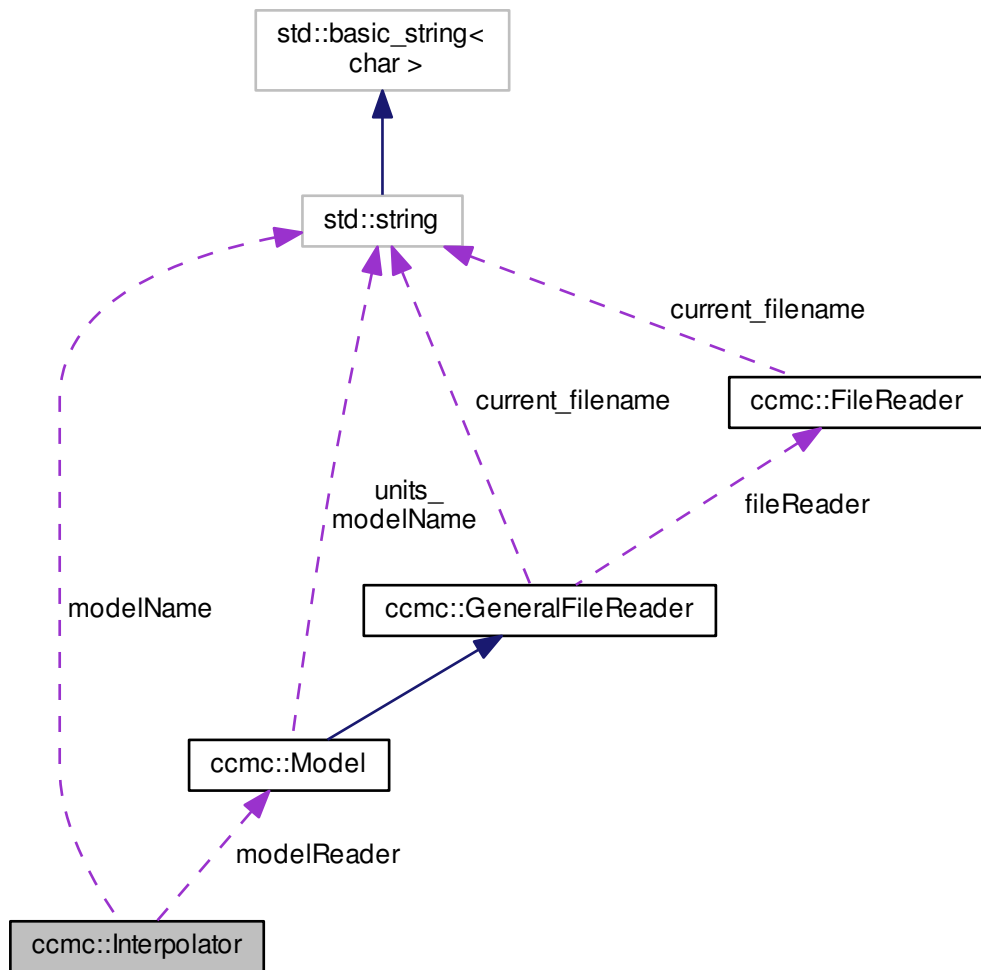 std::basic_string<
char >
std::string
current_filename
ccmc::FileReader
current_filename
units_
modelName
fileReader
ccmc::GeneralFileReader
modelName
ccmc::Model
modelReader
ccmc::Interpolator